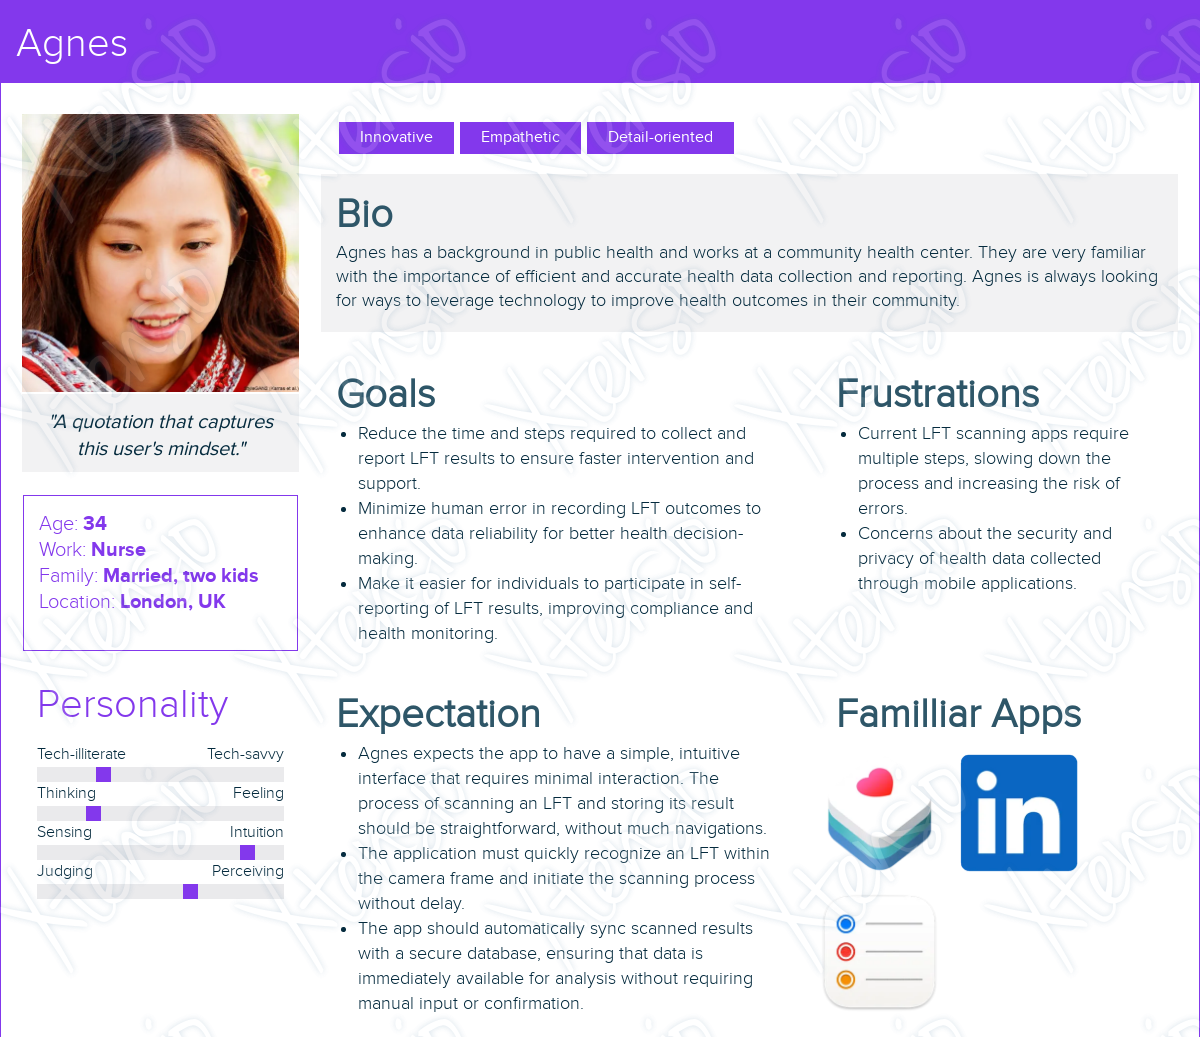 Agnes
Innovative
Empathetic
Detail-oriented
Bio
Agnes has a background in public health and works at a community health center. They are very familiar
with the importance of efficient and accurate health data collection and reporting. Agnes is always looking
for ways to leverage technology to improve health outcomes in their community.
"A quotation that captures
this user's mindset."
Age: 34
Work: Nurse
Family: Married, two kids
Location: London, UK
Personality
Tech-illiterate Tech-savvy
Thinking Feeling
Sensing Intuition
Judging Perceiving
Goals
• Reduce the time and steps required to collect and
report LFT results to ensure faster intervention and
support.
• Minimize human error in recording LFT outcomes to
enhance data reliability for better health decision-
making.
• Make it easier for individuals to participate in self-
reporting of LFT results, improving compliance and
health monitoring.
Frustrations
• Current LFT scanning apps require
multiple steps, slowing down the
process and increasing the risk of
errors.
• Concerns about the security and
privacy of health data collected
through mobile applications.
Expectation
• Agnes expects the app to have a simple, intuitive
interface that requires minimal interaction. The
process of scanning an LFT and storing its result
should be straightforward, without much navigations.
• The application must quickly recognize an LFT within
the camera frame and initiate the scanning process
without delay.
• The app should automatically sync scanned results
with a secure database, ensuring that data is
immediately available for analysis without requiring
manual input or confirmation.
Familliar Apps
in
Xtensio